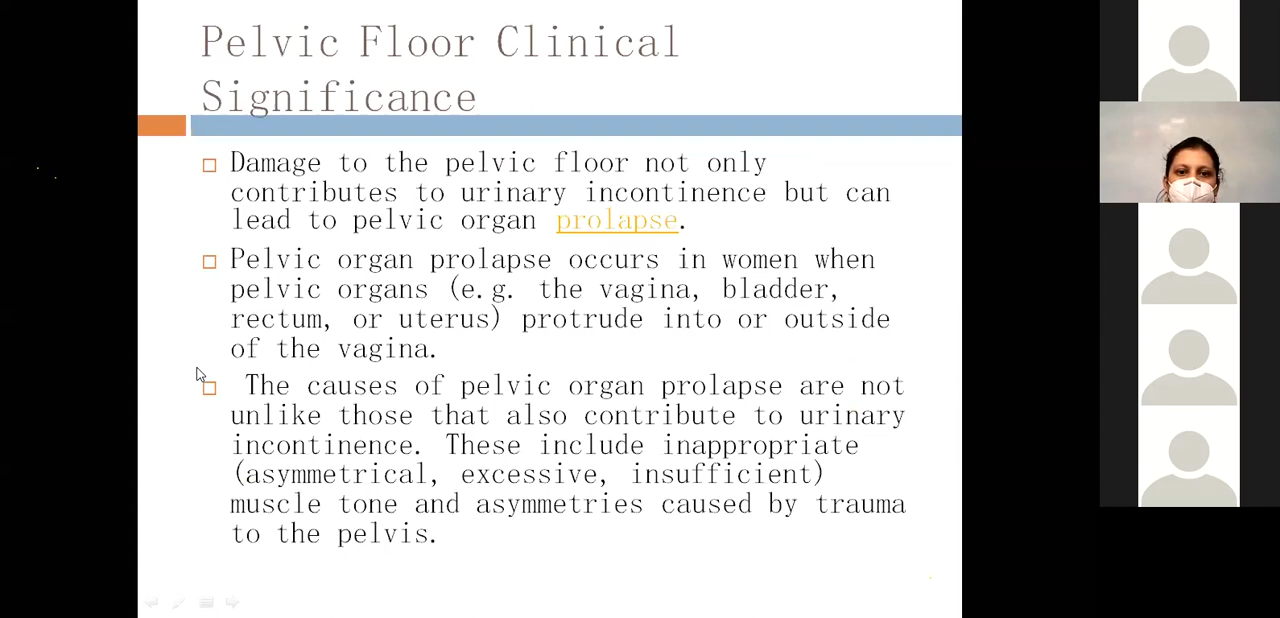 Pelvic Floor Clinical
Significance
Damage to the pelvic floor not only
contributes to urinary incontinence but can
lead to pelvic organ prolapse.
Pelvic organ prolapse occurs in women when
pelvic organs (e.g. the vagina, bladder,
rectum, or uterus) protrude into or outside
of the vagina.
The causes of pelvic organ prolapse are not
unlike those that also contribute to urinary
incontinence. These include inappropriate
(asymmetrical, excessive, insufficient)
muscle tone and asymmetries caused by trauma
to the pelvis.